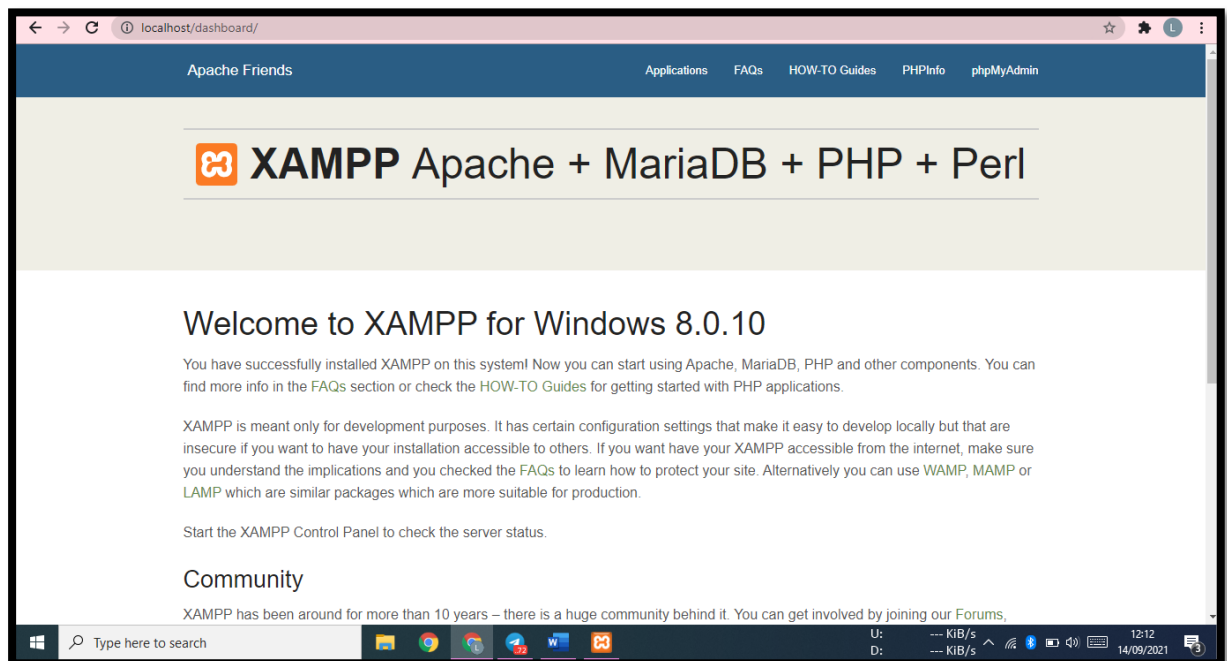 localhost/dashboard/
L
Apache Friends Applications FAQs HOW-TO Guides PHPInfo phpMyAdmin
XAMPP Apache + MariaDB + PHP + Perl
Welcome to XAMPP for Windows 8.0.10
You have successfully installed XAMPP on this system! Now you can start using Apache, MariaDB, PHP and other components. You can
find more info in the FAQs section or check the HOW-TO Guides for getting started with PHP applications.
XAMPP is meant only for development purposes. It has certain configuration settings that make it easy to develop locally but that are
insecure if you want to have your installation accessible to others. If you want have your XAMPP accessible from the internet, make sure
you understand the implications and you checked the FAQs to learn how to protect your site. Alternatively you can use WAMP, MAMP or
LAMP which are similar packages which are more suitable for production.
Start the XAMPP Control Panel to check the server status.
Community
XAMPP has been around for more than 10 years – there is a huge community behind it. You can get involved by joining our Forums,
Type here to search
L
72
W
U: --- KiB/s
D: --- KiB/s
12:12
14/09/2021
3